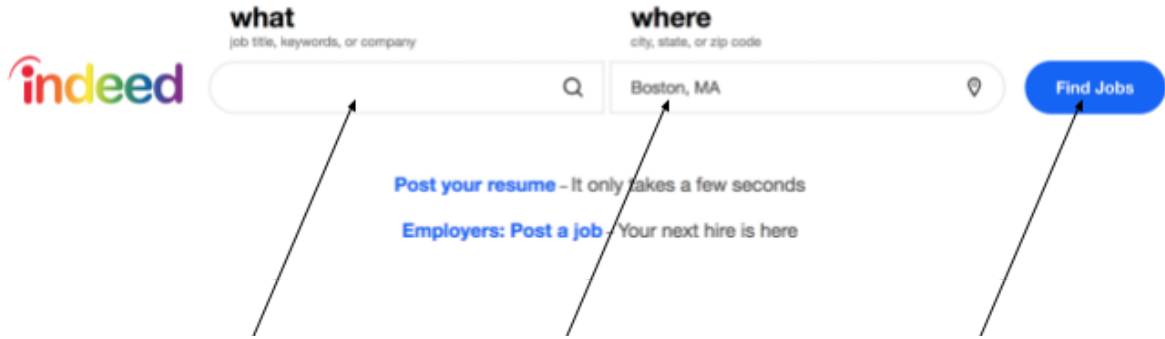 what
job title, keywords, or company
where
city, state, or zip code
indeed
Boston, MA
Find Jobs
Post your resume - It only takes a few seconds
Employers: Post a job - Your next hire is here